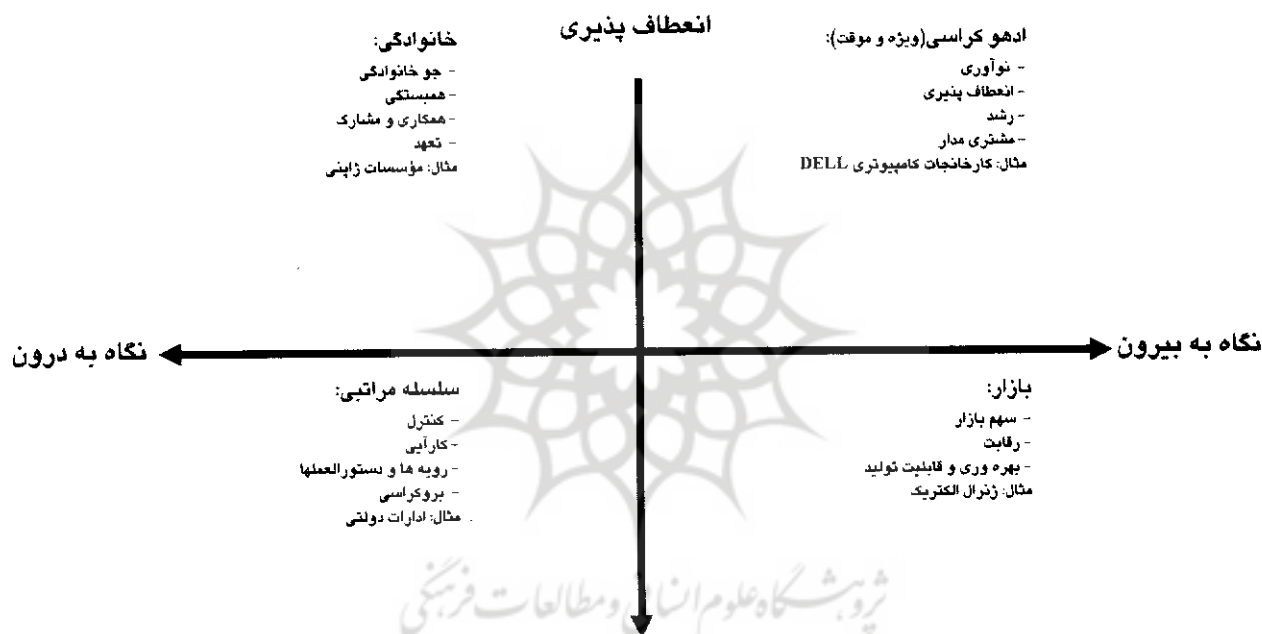 انعطاف پذیری
ادهو کراسی(ویژه و موقت):
- نوآوری
- انعطاف پذیری
- رشد
- مشتری مدار
مثال: کارخانجات کامپیوتری DELL
خانوادگی:
- جو خانوادگی
- همبستگی
- همکاری و مشارک
- تعهد
مثال: مؤسسات ژاپنی
نگاه به بیرون
نگاه به درون
بازار:
- سهم بازار
- رقابت
- بهره وری و قابلیت تولید
مثال: ژنرال الکتریک
سلسله مراتبی:
- کنترل
- کارآیی
- رویه ها و دستورالعملها
- بروکراسی
مثال: ادارات دولتی
پژوهشگاه علوم انسانی و مطالعات فرهنگی